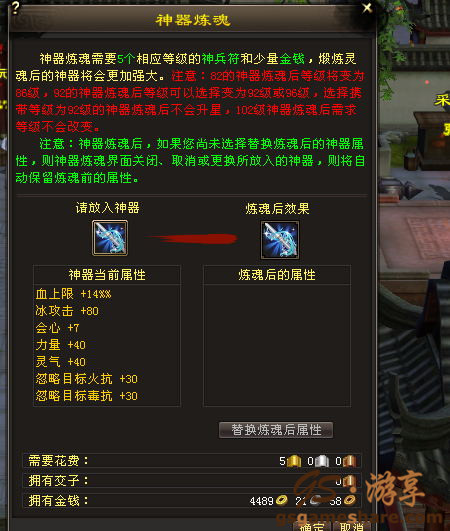 ?
神器炼魂
神器炼魂需要5个相应等级的神兵符和少量金钱，煅炼灵
魂后的神器将会更加强大。注意：82的神器炼魂后等级将变为
86级，92的神器炼魂后等级可以选择变为92级或96级，选择携
带等级为92级的神器炼魂后不会升星，102级神器炼魂后需求
等级不会改变。
注意：神器炼魂后，如果您尚未选择替换炼魂后的神器属
性，则神器炼魂界面关闭、取消或更换所放入的神器，则将自
动保留炼魂前的属性。
请放入神器 炼魂后效果
神器当前属性 炼魂后的属性
血上限 +14%%
冰攻击 +80
会心 +7
力量 +40
灵气 +40
忽略目标火抗 +30
忽略目标毒抗 +30
替换炼魂后属性
需要花费： 5 0 0
拥有交子： 0
拥有金钱： 4489
确定 取消
采
游享